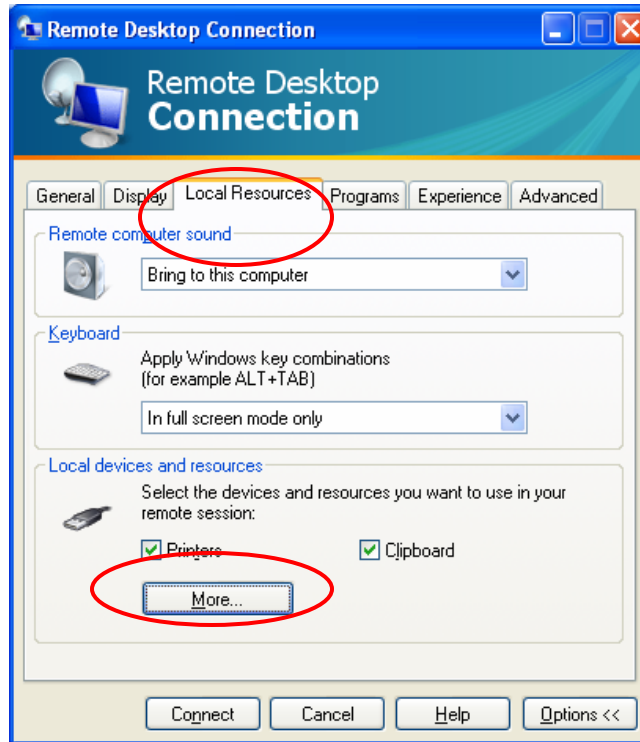 Remote Desktop Connection
Remote Desktop
Connection
General Display Local Resources Programs Experience Advanced
Remote computer sound
Bring to this computer
Keyboard
Apply Windows key combinations
(for example ALT+TAB)
In full screen mode only
Local devices and resources
Select the devices and resources you want to use in your
remote session:
Printers Clipboard
More...
Connect Cancel Help Options <<